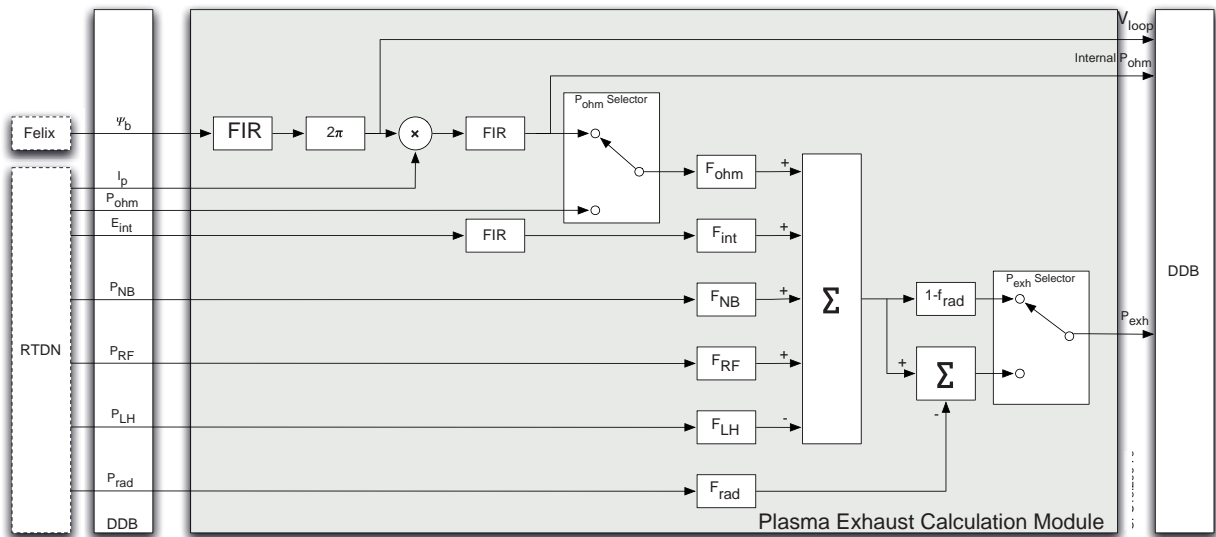 V_loop
Internal P_ohm
P_ohm Selector
Felix
Ψ_b
FIR
2π
×
FIR
I_p
P_ohm
F_ohm
+
E_int
FIR
F_int
+
P_exh Selector
DDB
P_NB
F_NB
+
Σ
1-f_rad
P_exh
RTDN
P_RF
F_RF
+
+
Σ
P_LH
F_LH
-
-
P_rad
F_rad
DDB
Plasma Exhaust Calculation Module